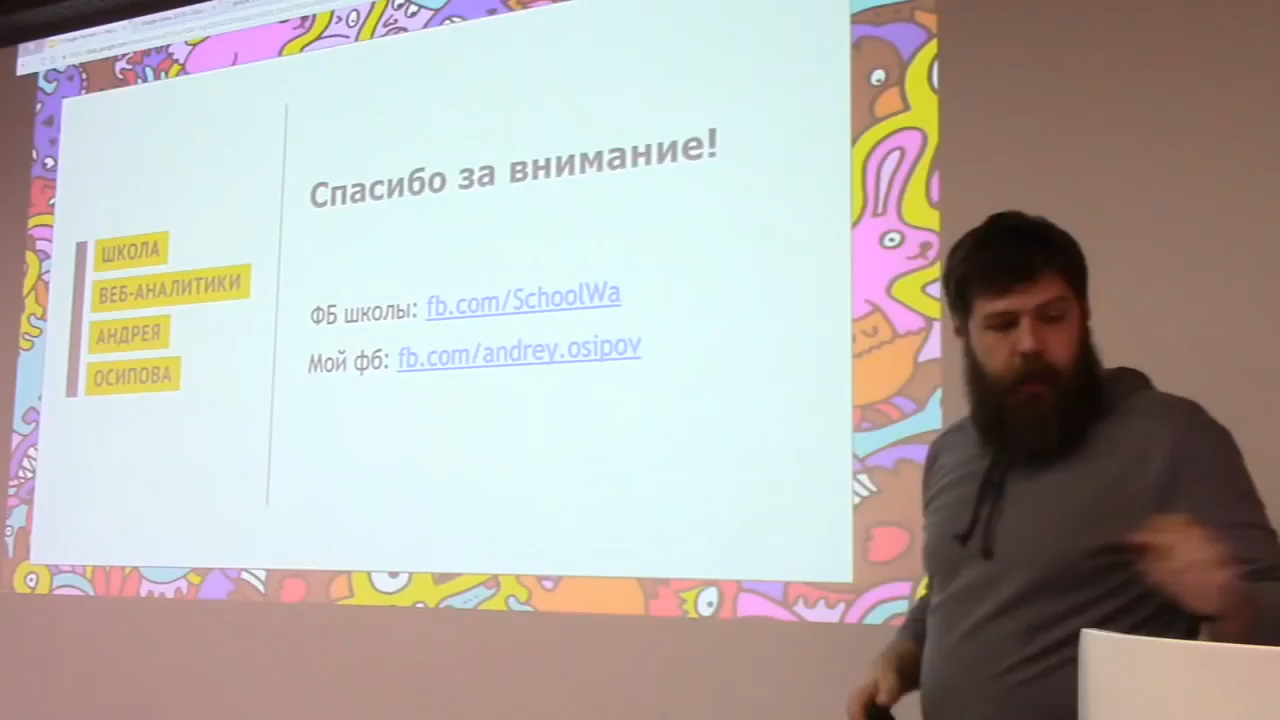 Спасибо за внимание!
ШКОЛА
ВЕБ-АНАЛИТИКИ
АНДРЕЯ
ОСИПОВА
ФБ школы: fb.com/SchoolWa
Мой фб: fb.com/andrey.osipov